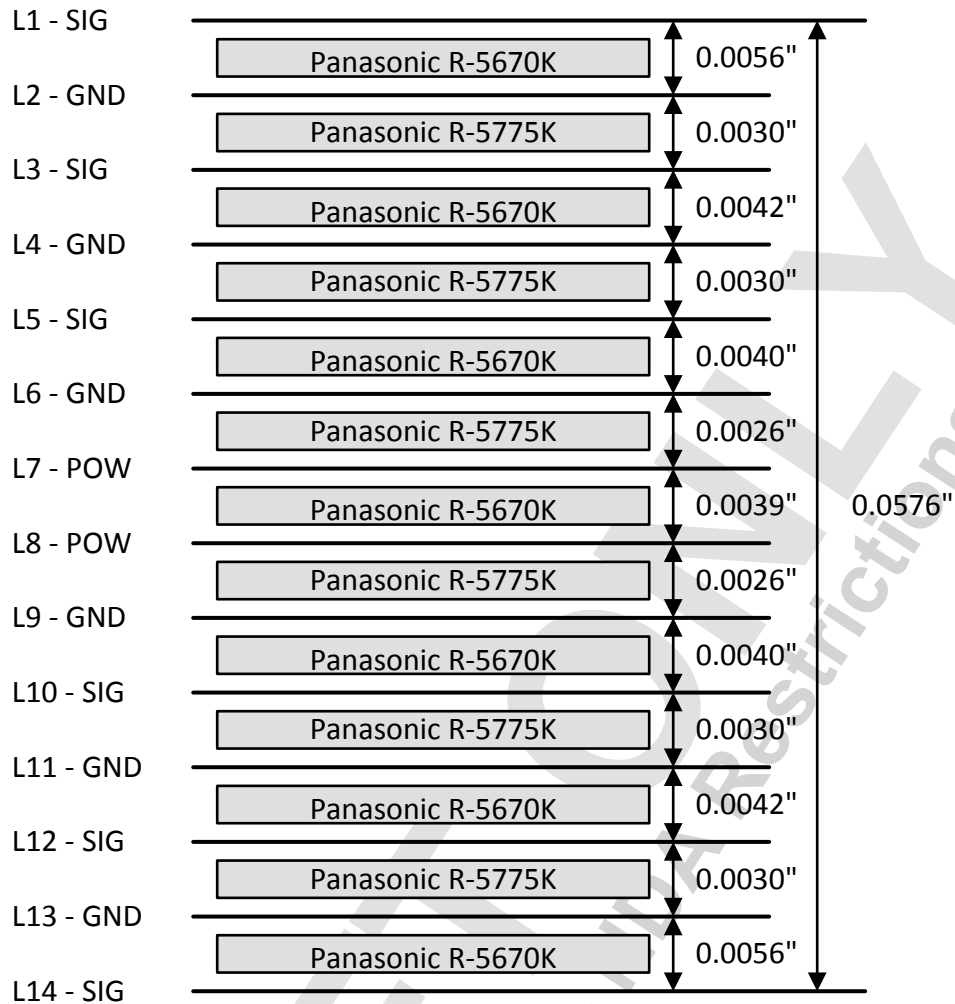 L1 - SIG
Panasonic R-5670K 0.0056"
L2 - GND
Panasonic R-5775K 0.0030"
L3 - SIG
Panasonic R-5670K 0.0042"
L4 - GND
Panasonic R-5775K 0.0030"
L5 - SIG
Panasonic R-5670K 0.0040"
L6 - GND
Panasonic R-5775K 0.0026"
L7 - POW
Panasonic R-5670K 0.0039" 0.0576"
L8 - POW
Panasonic R-5775K 0.0026"
L9 - GND
Panasonic R-5670K 0.0040"
L10 - SIG
Panasonic R-5775K 0.0030"
L11 - GND
Panasonic R-5670K 0.0042"
L12 - SIG
Panasonic R-5775K 0.0030"
L13 - GND
Panasonic R-5670K 0.0056"
L14 - SIG
ONLY
Restrictions